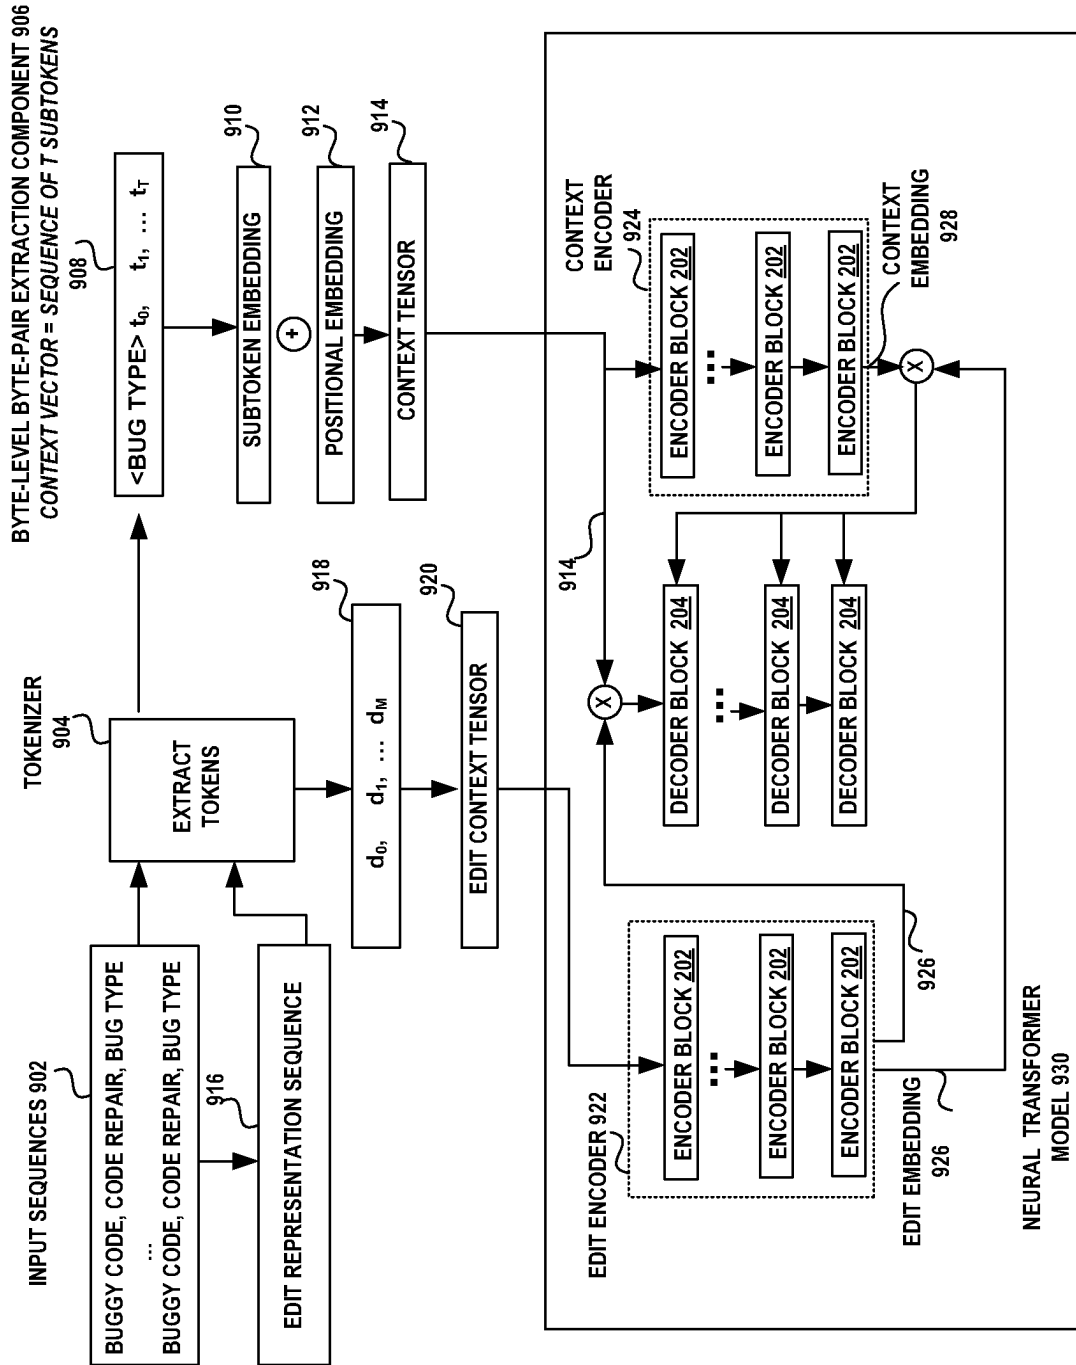 INPUT SEQUENCES 902
BUGGY CODE, CODE REPAIR, BUG TYPE
...
BUGGY CODE, CODE REPAIR, BUG TYPE
916
EDIT REPRESENTATION SEQUENCE
TOKENIZER
904
EXTRACT
TOKENS
BYTE-LEVEL BYTE-PAIR EXTRACTION COMPONENT 906
CONTEXT VECTOR = SEQUENCE OF T SUBTOKENS
908
<BUG TYPE> t0, t1, ... tT
910
SUBTOKEN EMBEDDING
+
912
POSITIONAL EMBEDDING
914
CONTEXT TENSOR
918
d0, d1, ... dM
920
EDIT CONTEXT TENSOR
EDIT ENCODER 922
ENCODER BLOCK 202
...
ENCODER BLOCK 202
ENCODER BLOCK 202
EDIT EMBEDDING
926
926
X
914
DECODER BLOCK 204
...
DECODER BLOCK 204
DECODER BLOCK 204
CONTEXT
ENCODER
924
ENCODER BLOCK 202
...
ENCODER BLOCK 202
ENCODER BLOCK 202
CONTEXT
EMBEDDING
928
X
NEURAL TRANSFORMER
MODEL 930